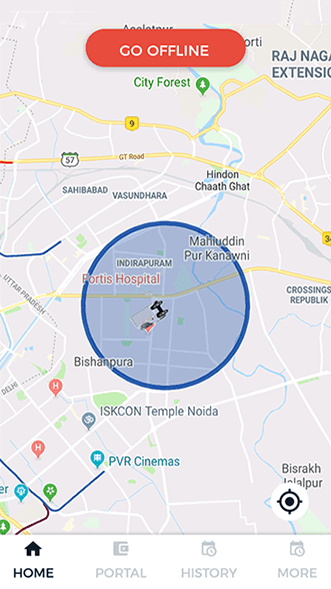 GO OFFLINE
orti
RAJ NAGA
EXTENSIO
City Forest
9
57
GT Road
Hindon
Chaath Ghat
SAHIBABAD
VASUNDHARA
34
Mahiuddin
Pur Kanawni
INDIRAPURAM
Fortis Hospital
UTTAR PRADESH
DELHI
CROSSINGS
REPUBLIK
Bishanpura
H
ISKCON Temple Noida
H
PVR Cinemas
Bisrakh
Jalalpur
er
HOME
PORTAL
HISTORY
MORE